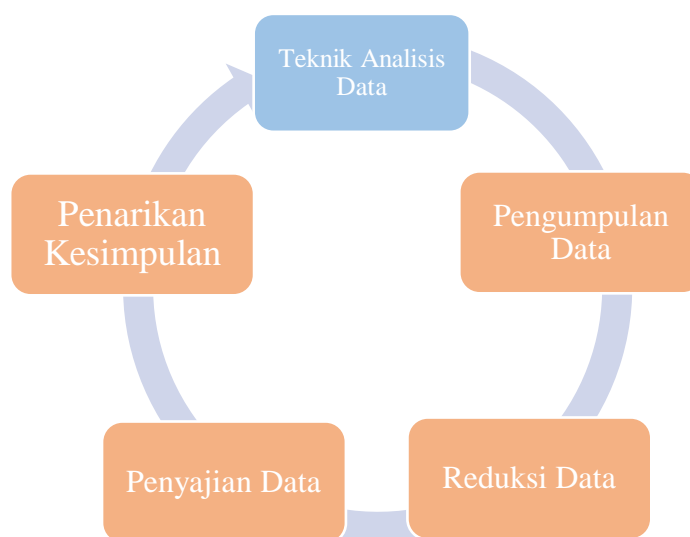 Teknik Analisis
Data
Pengumpulan
Data
Reduksi Data
Penyajian Data
Penarikan
Kesimpulan